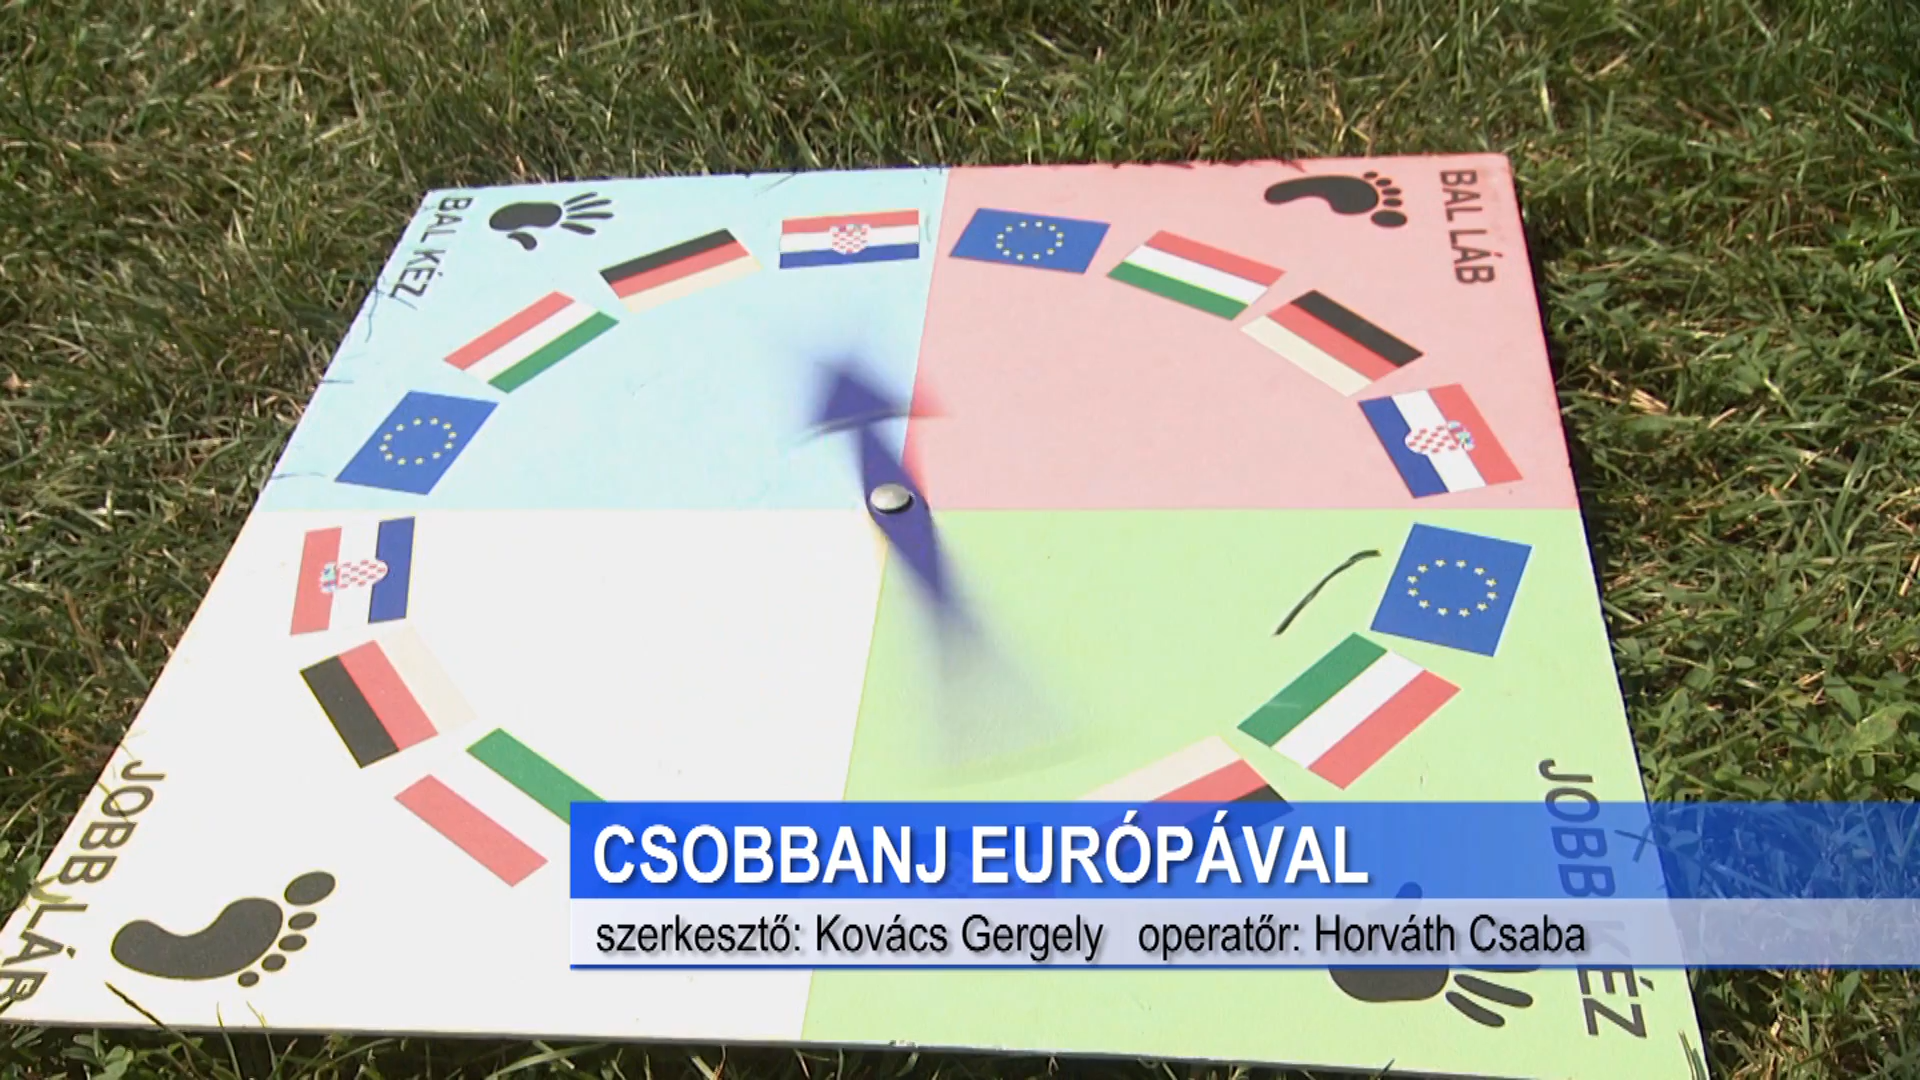 BAL KÉZ
BAL LÁB
JOBB LÁB
JOBB KÉZ
CSOBBANJ EURÓPÁVAL
szerkesztő: Kovács Gergely operatőr: Horváth Csaba